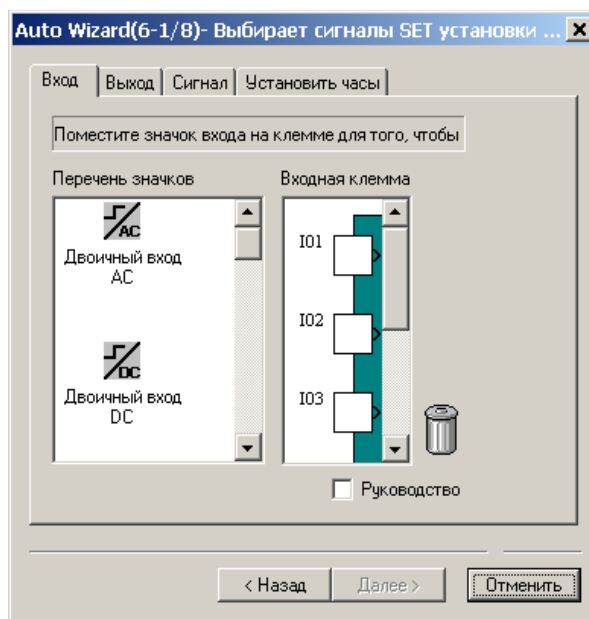 Auto Wizard(6-1/8)- Выбирает сигналы SET установки ...
Вход Выход Сигнал Установить часы
Поместите значок входа на клемме для того, чтобы
Перечень значков Входная клемма
AC
Двоичный вход
AC
DC
Двоичный вход
DC
I01
I02
I03
Руководство
< Назад Далее > Отменить